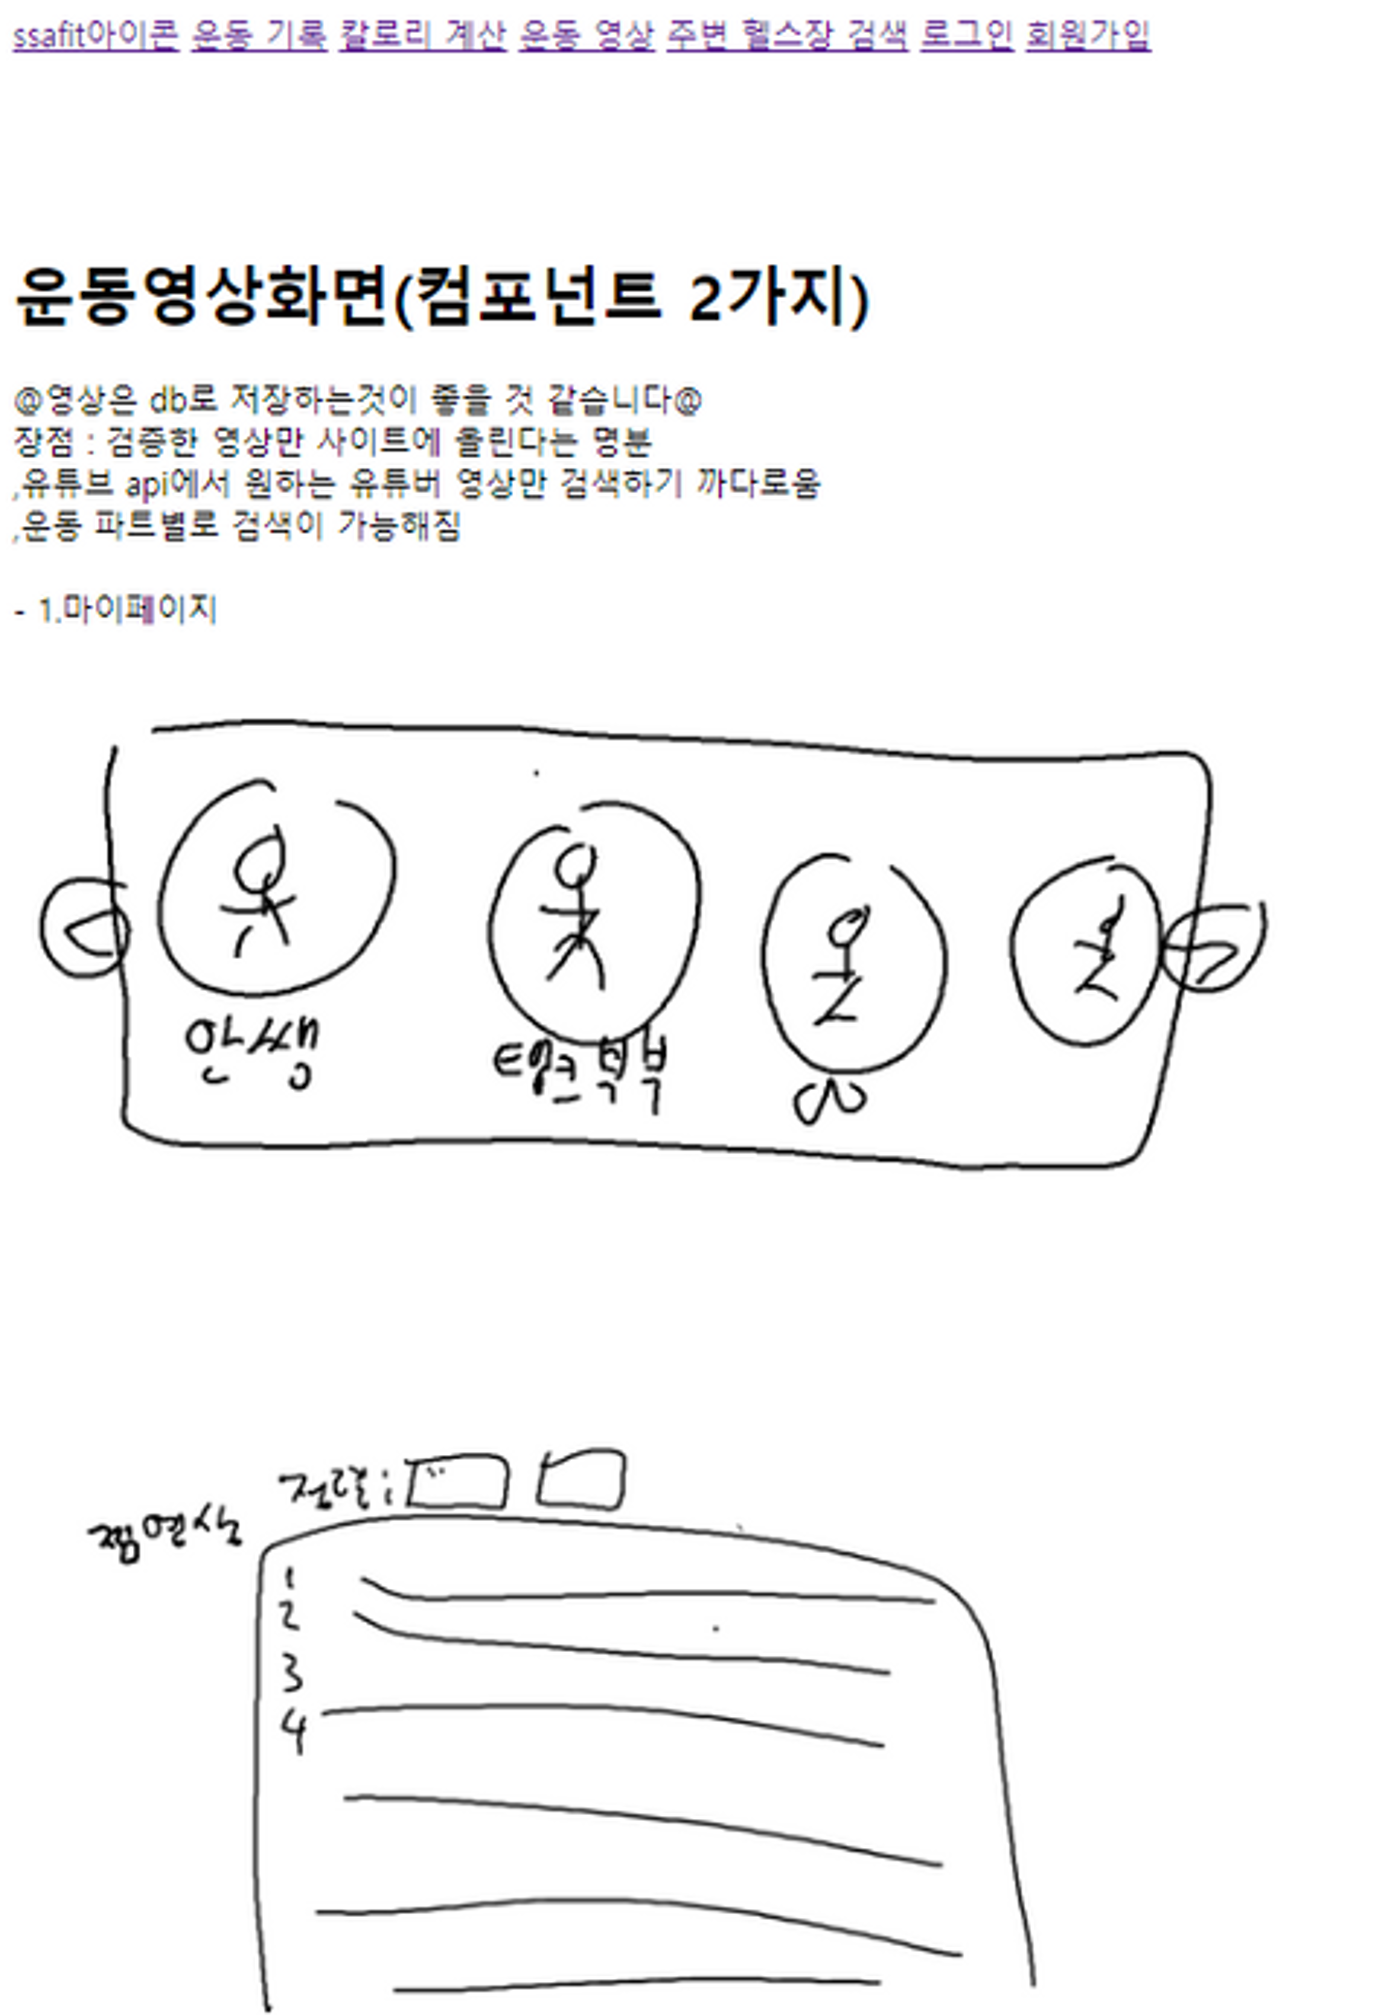 ssafit아이콘 운동 기록 칼로리 계산 운동 영상 주변 헬스장 검색 로그인 회원가입
운동영상화면(컴포넌트 2가지)
@영상은 db로 저장하는것이 좋을 것 같습니다@
장점 : 검증한 영상만 사이트에 올린다는 명분
,유튜브 api에서 원하는 유튜버 영상만 검색하기 까다로움
,운동 파트별로 검색이 가능해짐
- 1.마이페이지
땅끄부부
정렬:
찜영상
1
2
3
4